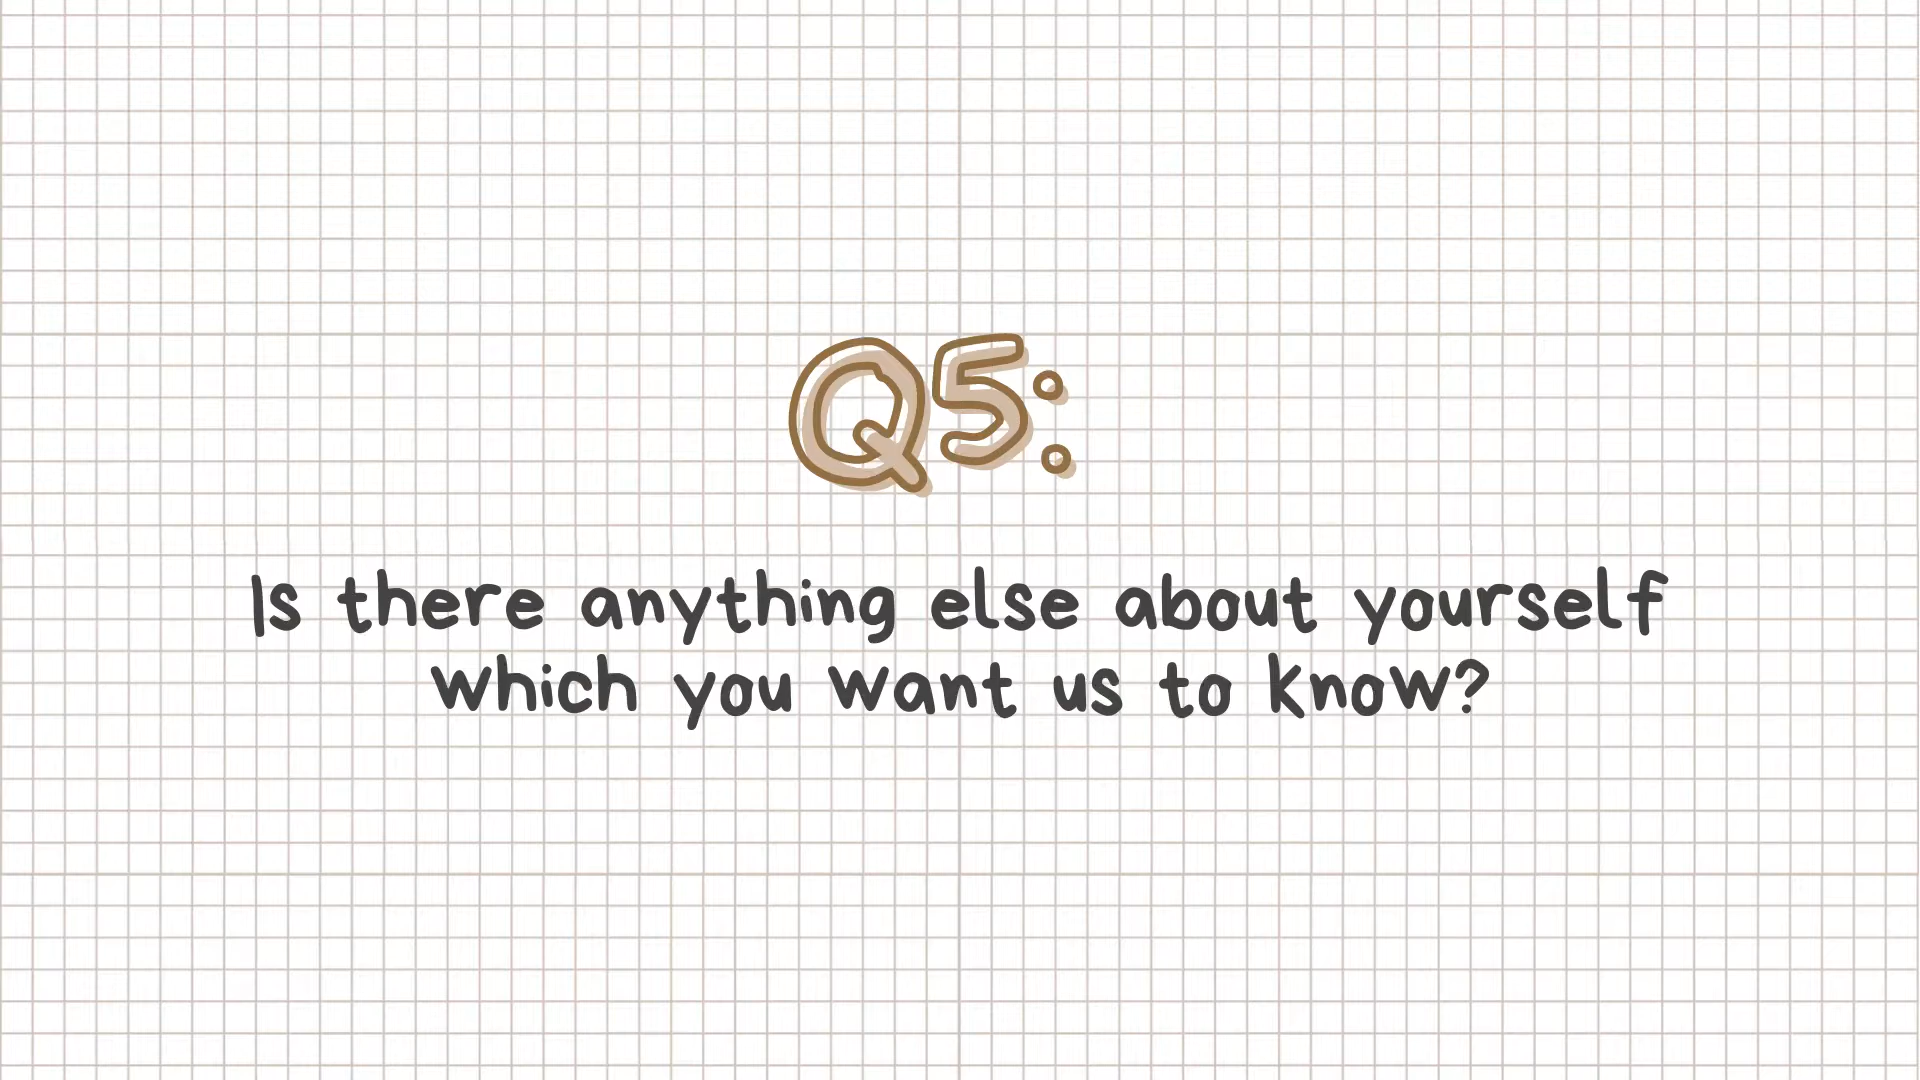 Q5:
Is there anything else about yourself
which you want us to know?